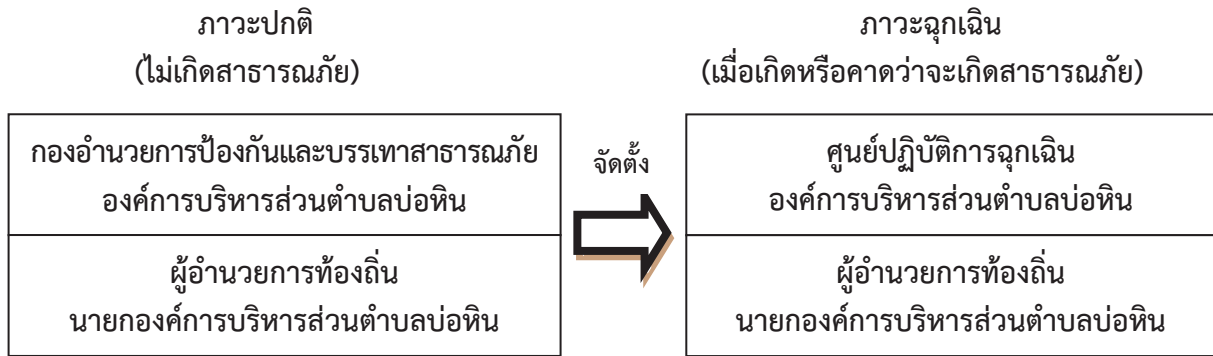 ภาวะปกติ
(ไม่เกิดสาธารณภัย)
กองอำนวยการป้องกันและบรรเทาสาธารณภัย
องค์การบริหารส่วนตำบลบ่อหิน
ผู้อำนวยการท้องถิ่น
นายกองค์การบริหารส่วนตำบลบ่อหิน
จัดตั้ง
ภาวะฉุกเฉิน
(เมื่อเกิดหรือคาดว่าจะเกิดสาธารณภัย)
ศูนย์ปฏิบัติการฉุกเฉิน
องค์การบริหารส่วนตำบลบ่อหิน
ผู้อำนวยการท้องถิ่น
นายกองค์การบริหารส่วนตำบลบ่อหิน